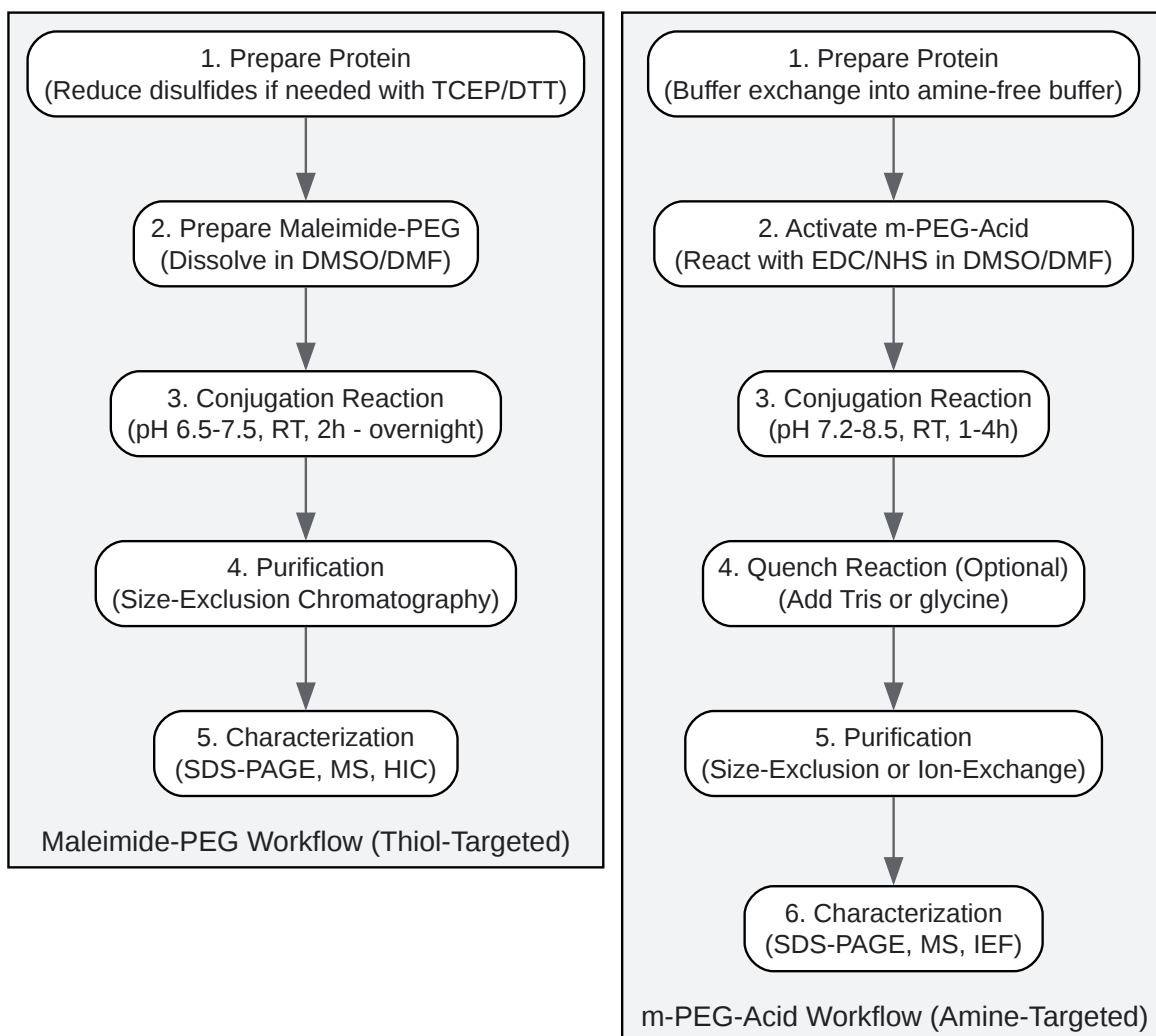 1. Prepare Protein
(Reduce disulfides if needed with TCEP/DTT)
2. Prepare Maleimide-PEG
(Dissolve in DMSO/DMF)
3. Conjugation Reaction
(pH 6.5-7.5, RT, 2h - overnight)
4. Purification
(Size-Exclusion Chromatography)
5. Characterization
(SDS-PAGE, MS, HIC)
Maleimide-PEG Workflow (Thiol-Targeted)
1. Prepare Protein
(Buffer exchange into amine-free buffer)
2. Activate m-PEG-Acid
(React with EDC/NHS in DMSO/DMF)
3. Conjugation Reaction
(pH 7.2-8.5, RT, 1-4h)
4. Quench Reaction (Optional)
(Add Tris or glycine)
5. Purification
(Size-Exclusion or Ion-Exchange)
6. Characterization
(SDS-PAGE, MS, IEF)
m-PEG-Acid Workflow (Amine-Targeted)